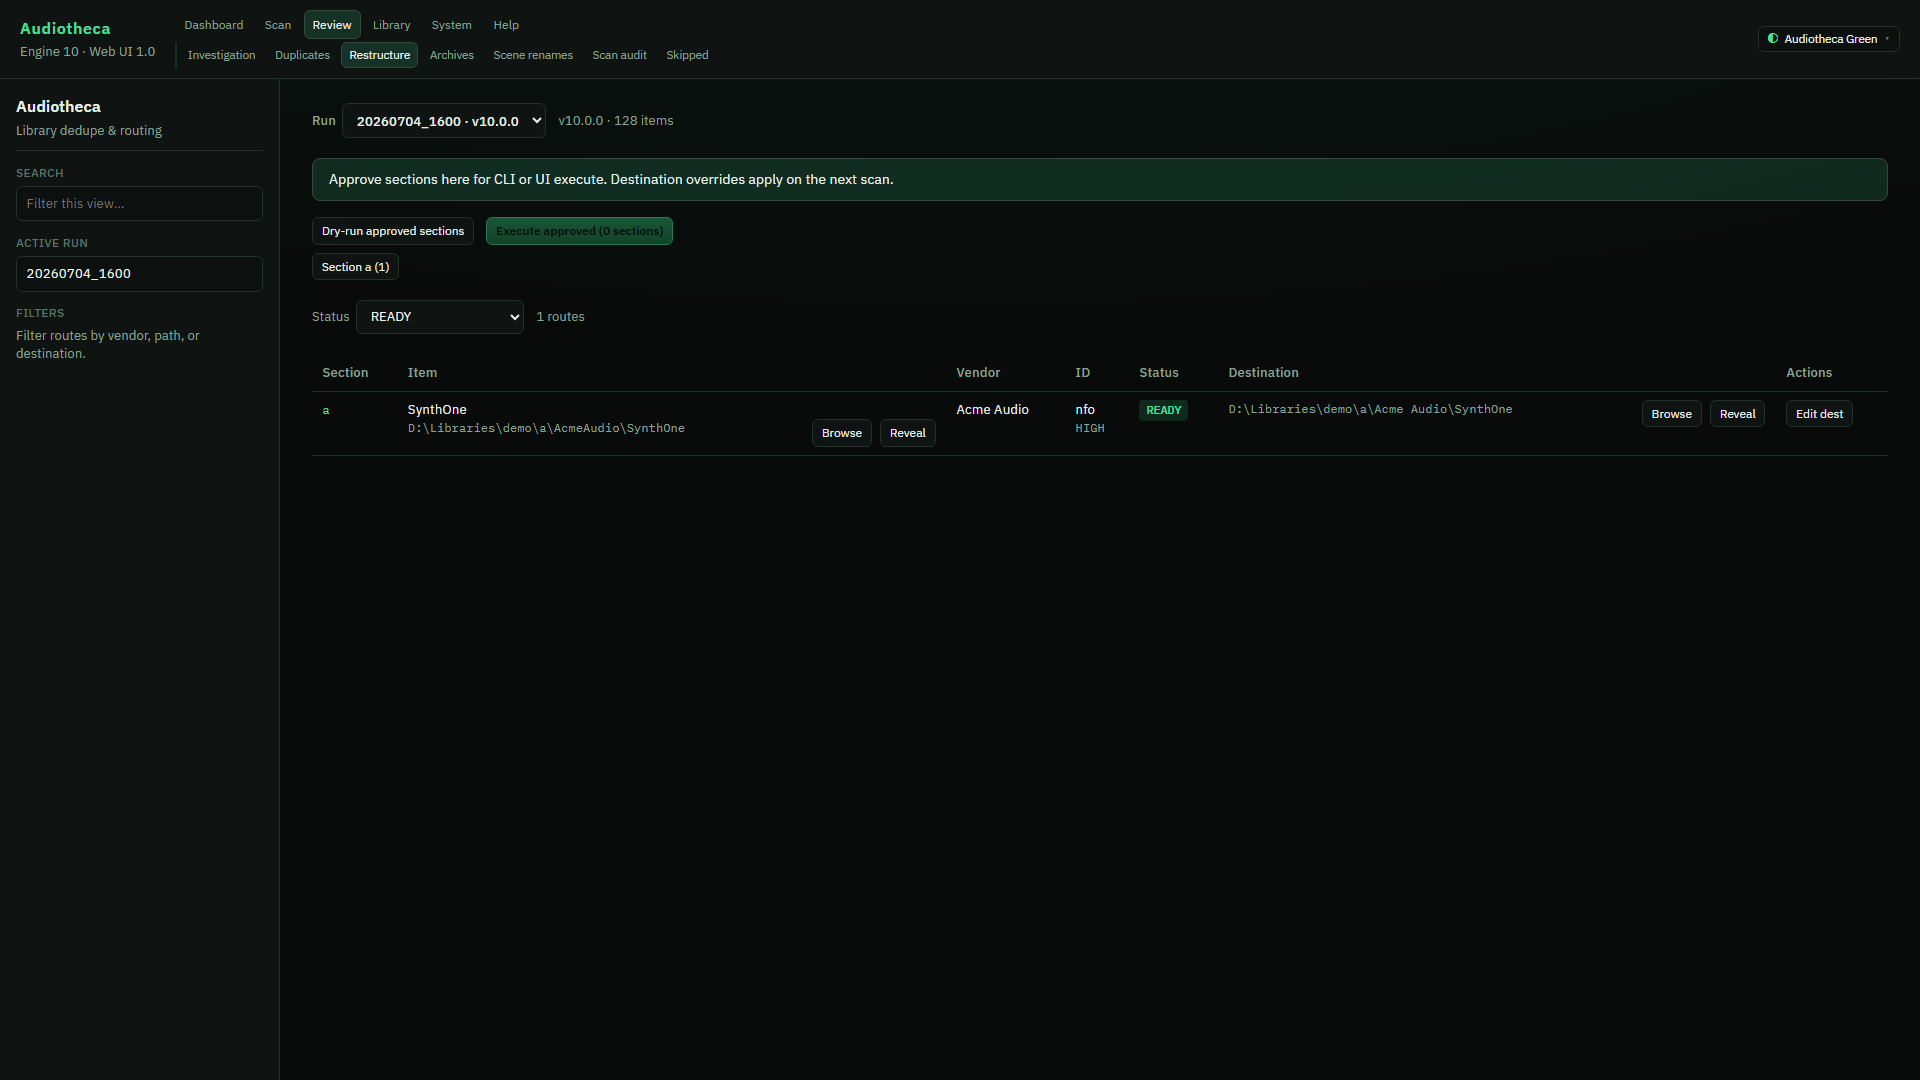 Audiotheca
Engine 10 · Web UI 1.0
Dashboard Scan Review Library System Help
Investigation Duplicates Restructure Archives Scene renames Scan audit Skipped
Audiotheca Green
Audiotheca
Library dedupe & routing
SEARCH
Filter this view...
ACTIVE RUN
20260704_1600
FILTERS
Filter routes by vendor, path, or
destination.
Run 20260704_1600 · v10.0.0 v10.0.0 · 128 items
Approve sections here for CLI or UI execute. Destination overrides apply on the next scan.
Dry-run approved sections Execute approved (0 sections)
Section a (1)
Status READY 1 routes
Section Item Vendor ID Status Destination Actions
a SynthOne Acme Audio nfo READY D:\Libraries\demo\a\Acme Audio\SynthOne Browse Reveal Edit dest
D:\Libraries\demo\a\AcmeAudio\SynthOne Browse Reveal HIGH